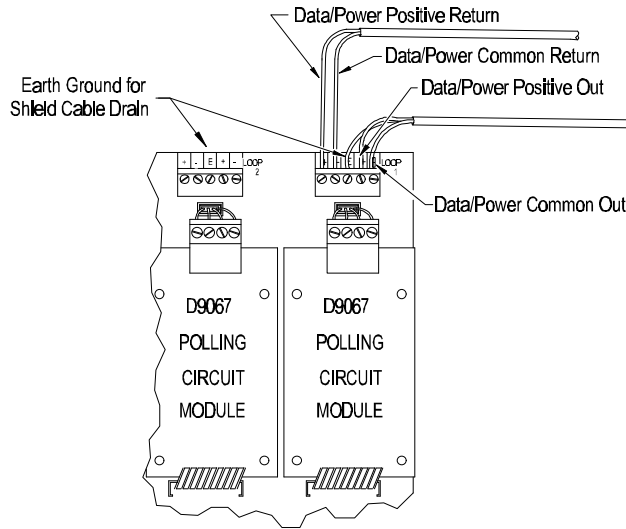 Data/Power Positive Return
Data/Power Common Return
Earth Ground for
Shield Cable Drain
Data/Power Positive Out
+ - E + - LOOP
2
+ - E + - LOOP
1
Data/Power Common Out
D9067
POLLING
CIRCUIT
MODULE
D9067
POLLING
CIRCUIT
MODULE